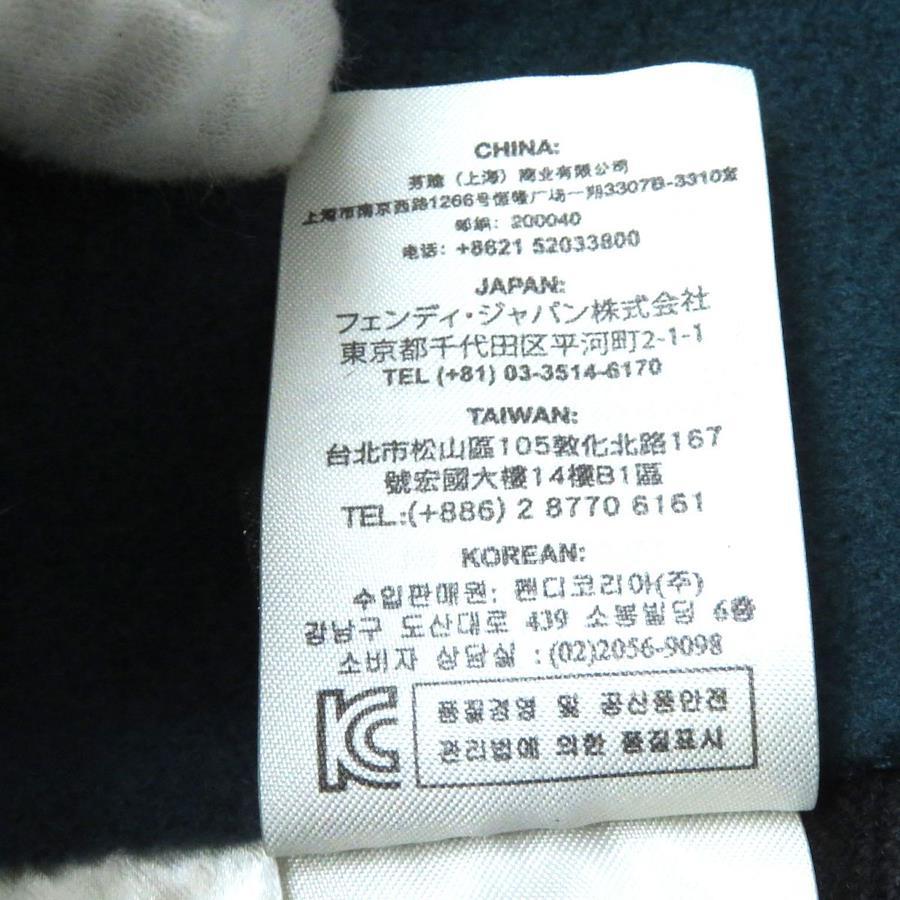 CHINA:
芬迪（上海）商业有限公司
上海市南京西路1266号恒隆广场一期3307B-3310室
邮编: 200040
电话: +8621 52033800
JAPAN:
フェンディ・ジャパン株式会社
東京都千代田区平河町2-1-1
TEL (+81) 03-3514-6170
TAIWAN:
台北市松山區105敦化北路167
號宏國大樓14樓B1區
TEL.:(+886) 2 8770 6161
KOREAN:
수입판매원: 펜디코리아(주)
강남구 도산대로 439 소봉빌딩 6층
소비자 상담실 :(02)2056-9098
품질경영 및 공산품안전
관리법에 의한 품질표시